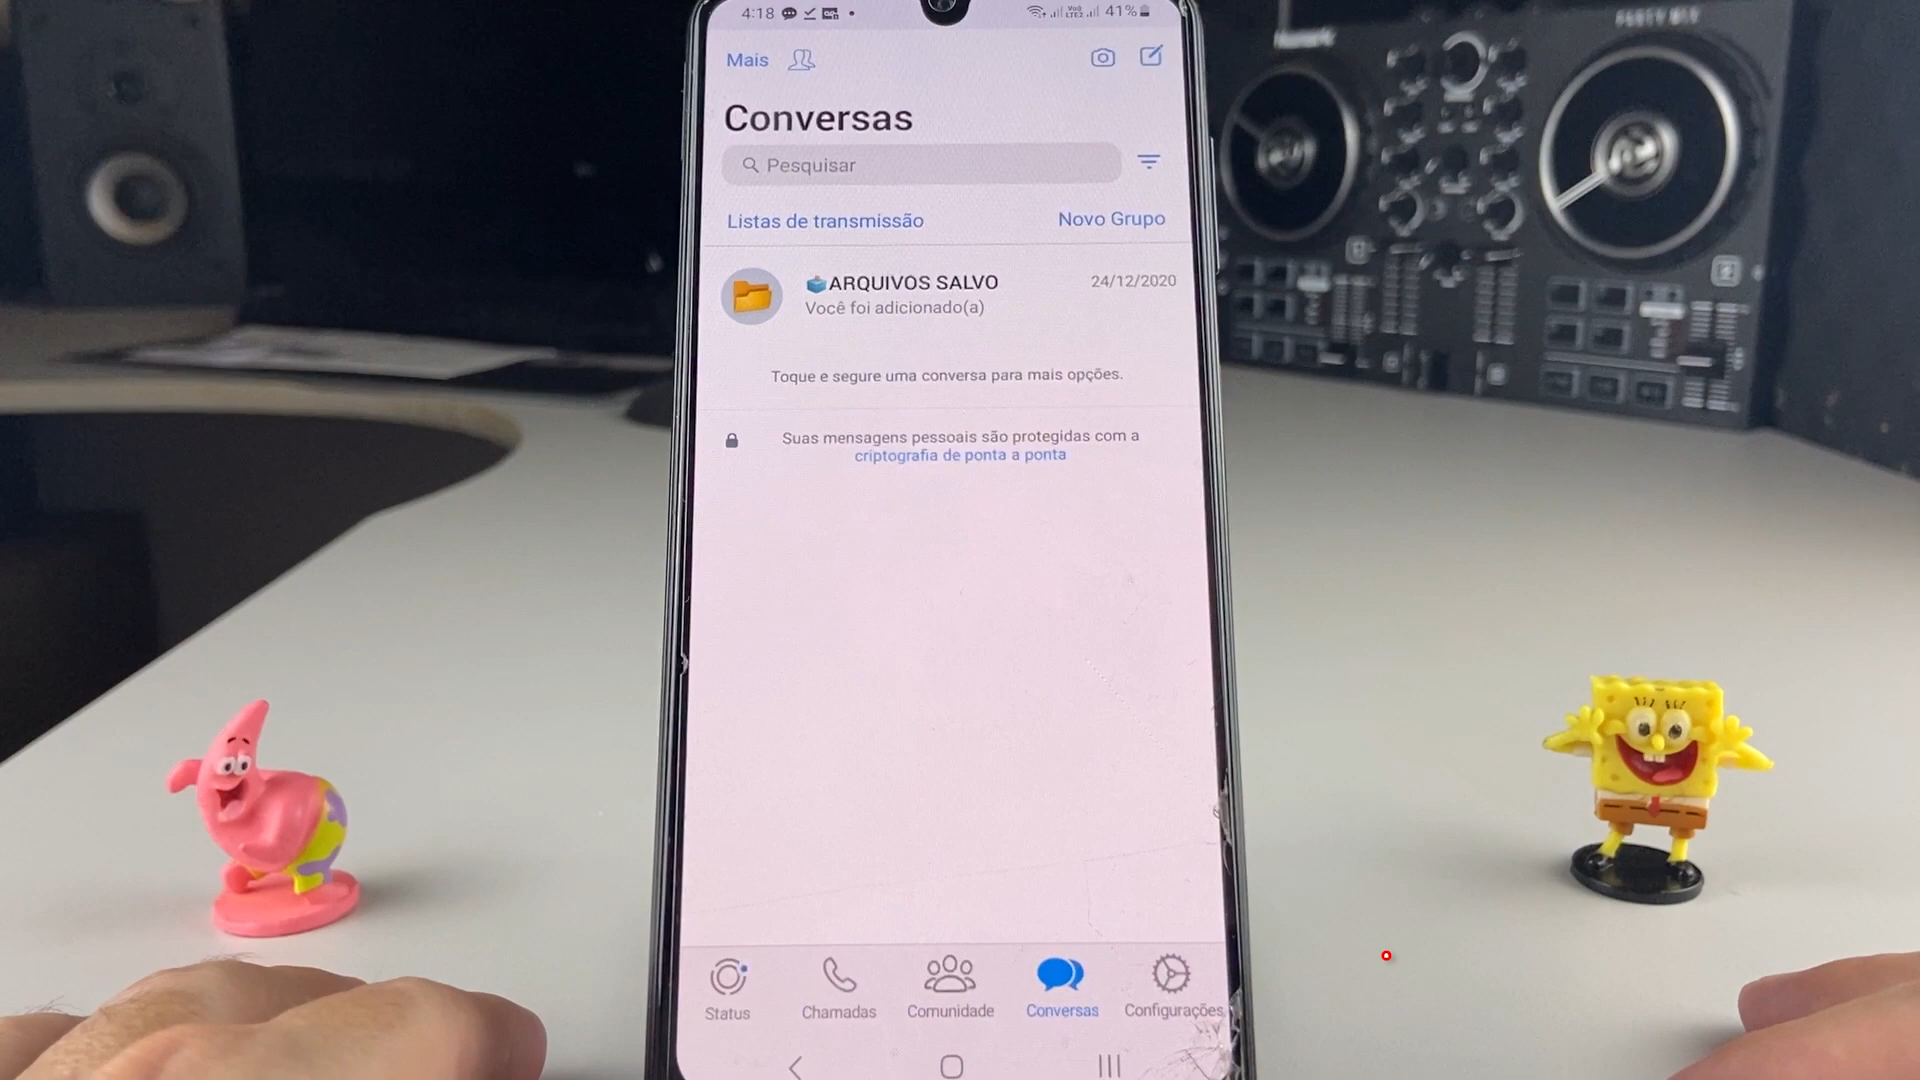 4:18 41%
Mais
Conversas
Pesquisar
Listas de transmissão Novo Grupo
ARQUIVOS SALVO 24/12/2020
Você foi adicionado(a)
Toque e segure uma conversa para mais opções.
Suas mensagens pessoais são protegidas com a
criptografia de ponta a ponta
Status Chamadas Comunidade Conversas Configurações
PARTY MIX